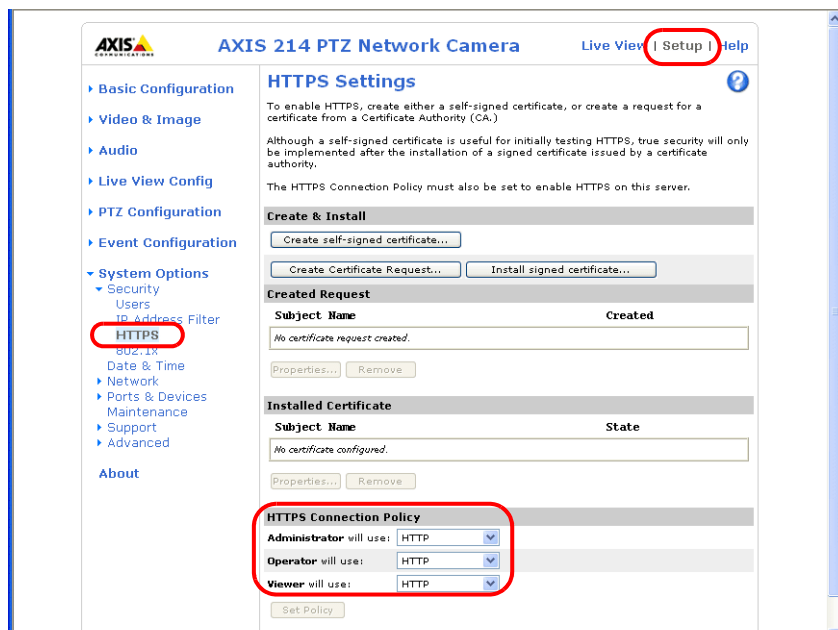 AXIS
COMMUNICATIONS
AXIS 214 PTZ Network Camera
Live View | Setup | Help
Basic Configuration
Video & Image
Audio
Live View Config
PTZ Configuration
Event Configuration
System Options
Security
Users
IP Address Filter
HTTPS
802.1X
Date & Time
Network
Ports & Devices
Maintenance
Support
Advanced
About
HTTPS Settings
?
To enable HTTPS, create either a self-signed certificate, or create a request for a
certificate from a Certificate Authority (CA.)
Although a self-signed certificate is useful for initially testing HTTPS, true security will only
be implemented after the installation of a signed certificate issued by a certificate
authority.
The HTTPS Connection Policy must also be set to enable HTTPS on this server.
Create & Install
Create self-signed certificate...
Create Certificate Request... Install signed certificate...
Created Request
Subject Name Created
No certificate request created.
Properties... Remove
Installed Certificate
Subject Name State
No certificate configured.
Properties... Remove
HTTPS Connection Policy
Administrator will use: HTTP
Operator will use: HTTP
Viewer will use: HTTP
Set Policy